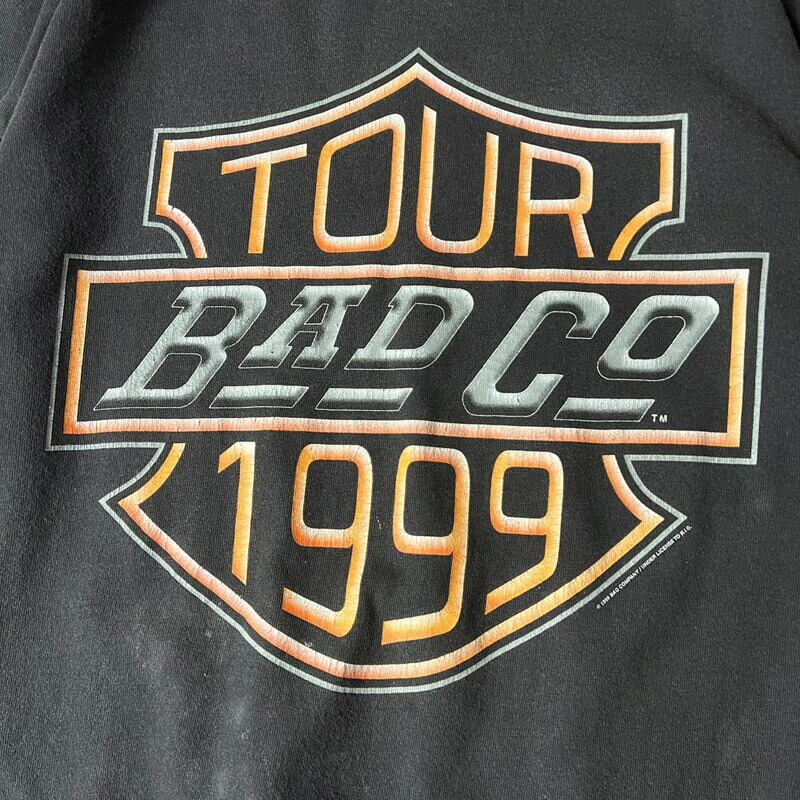 TOUR
BAD CO
TM
1999
© 1999 BAD COMPANY / UNDER LICENSE TO H.I.G.